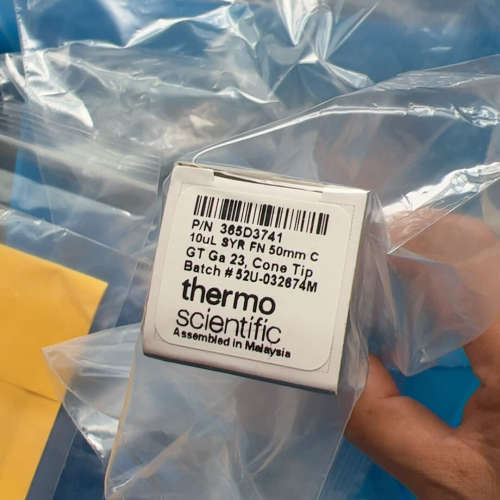 P/N 365D3741
10uL SYR FN 50mm C
GT Ga 23, Cone Tip
Batch # 52U-032674M
thermo
scientific
Assembled in Malaysia